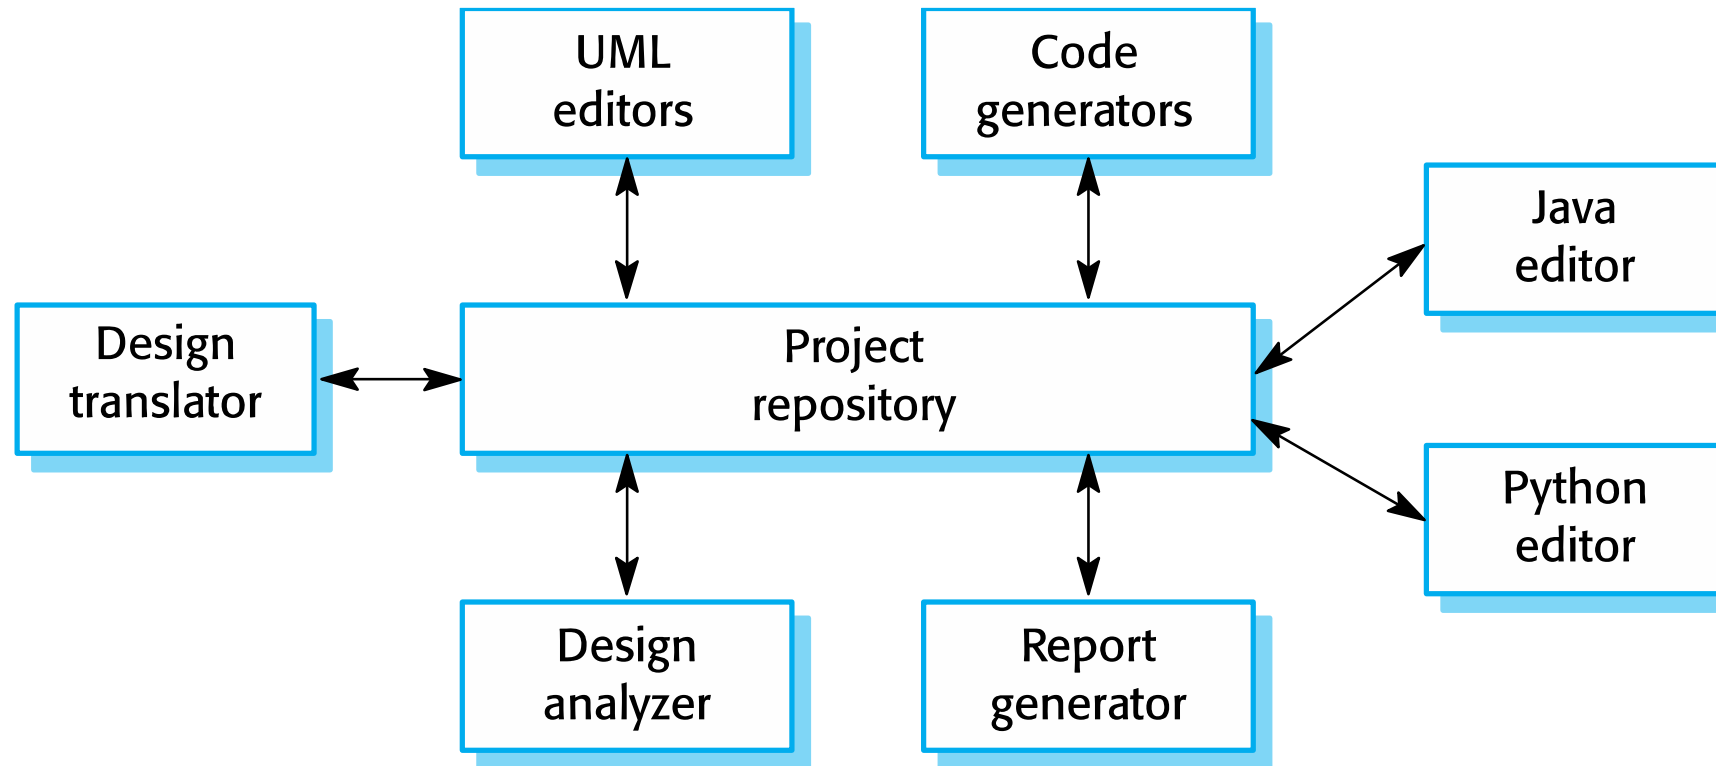 UML
editors
Code
generators
Java
editor
Design
translator
Project
repository
Python
editor
Design
analyzer
Report
generator